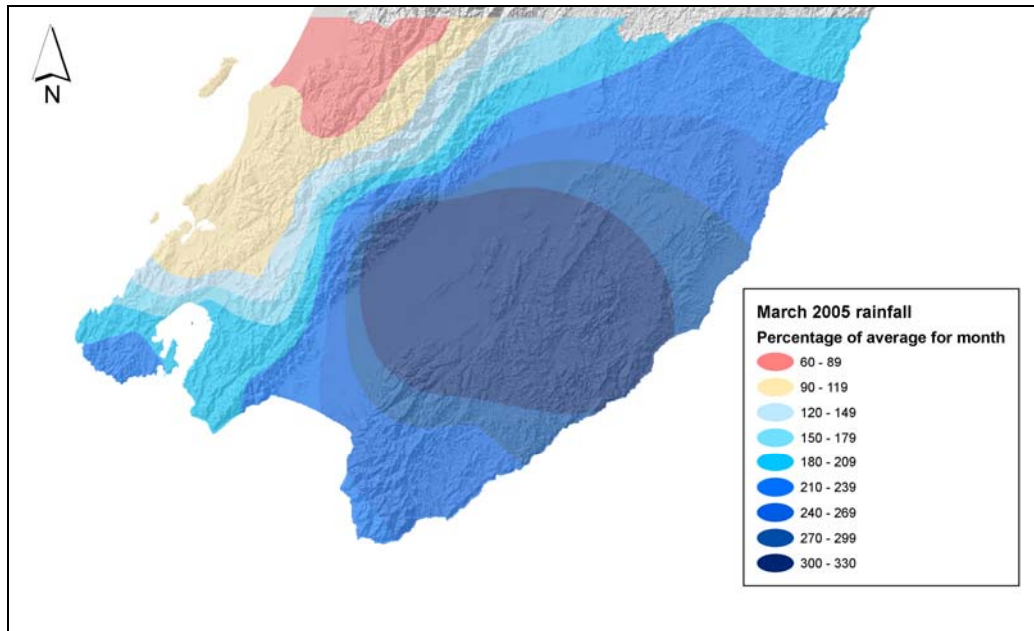 N
March 2005 rainfall
Percentage of average for month
60 - 89
90 - 119
120 - 149
150 - 179
180 - 209
210 - 239
240 - 269
270 - 299
300 - 330